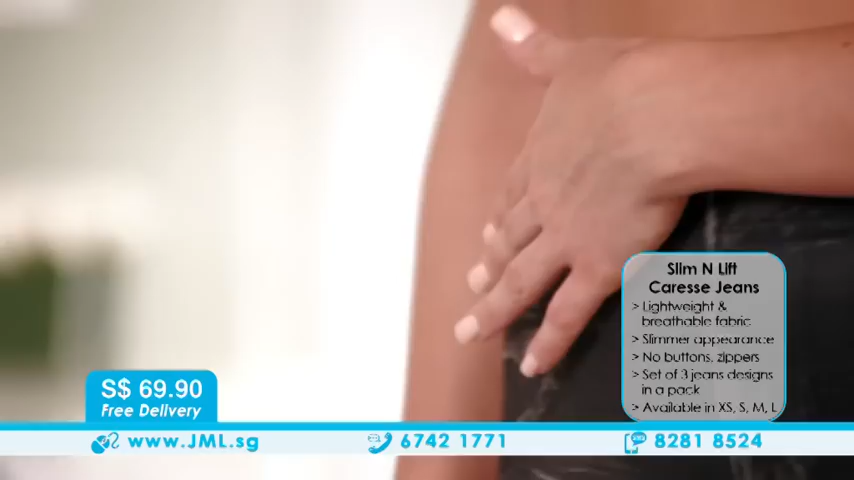 Slim N Lift
Caresse Jeans
> Lightweight &
breathable fabric
> Slimmer appearance
> No buttons, zippers
> Set of 3 jeans designs
in a pack
> Available in XS, S, M, L
S$ 69.90
Free Delivery
www.JML.sg
6742 1771
8281 8524